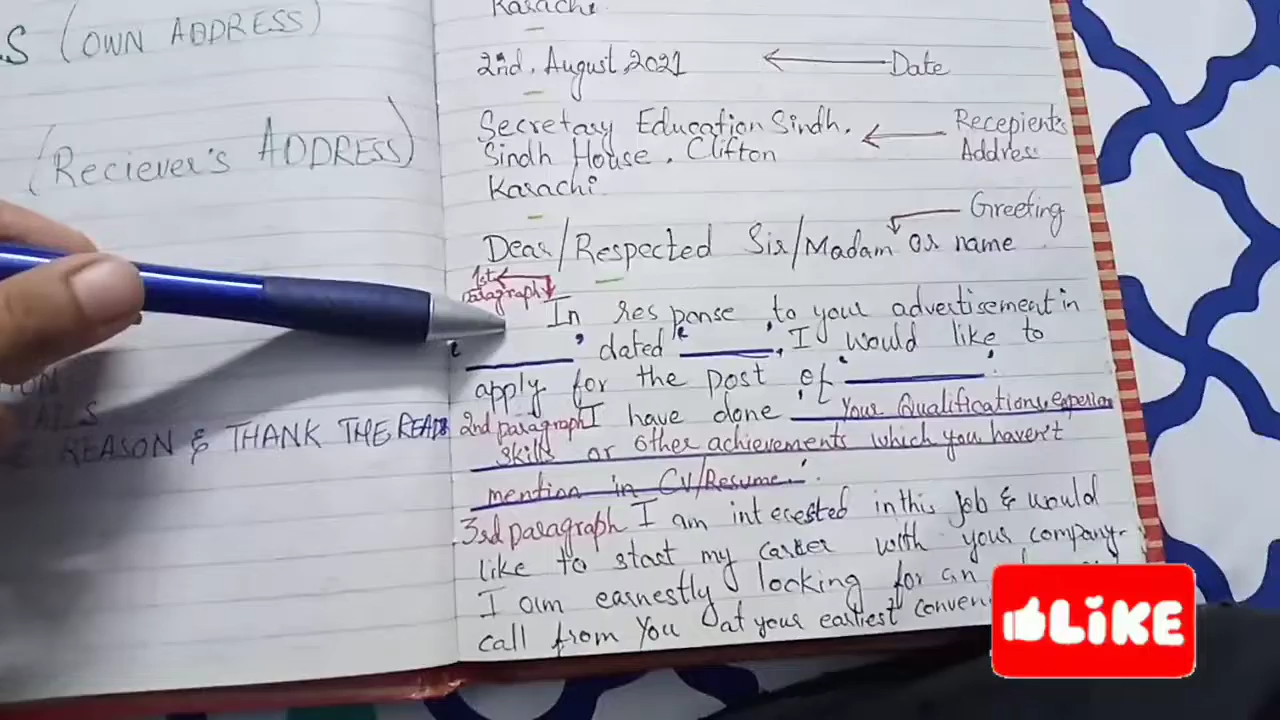 S (OWN ADDRESS)
(Reciever's ADDRESS)
REASON & THANK THE READ
Karachi.
2nd, August, 2021 ← Date
Secretary Education Sindh.
Sindh House. Clifton
Karachi.
← Recepients
Address
Greeting
Dear/Respected Sir/Madam or name
1st
paragraph
In response to your advertisement in
' ' dated ' ', I would like to
apply for the post of ' '.
2nd paragraph I have done Your Qualifications, experien
skills or other achievements which you haven't
mention in CV/Resume.
3rd paragraph I am interested in this job & would
like to start my career with your company.
I am earnestly looking for an
call from You at your earliest conven
LIKE